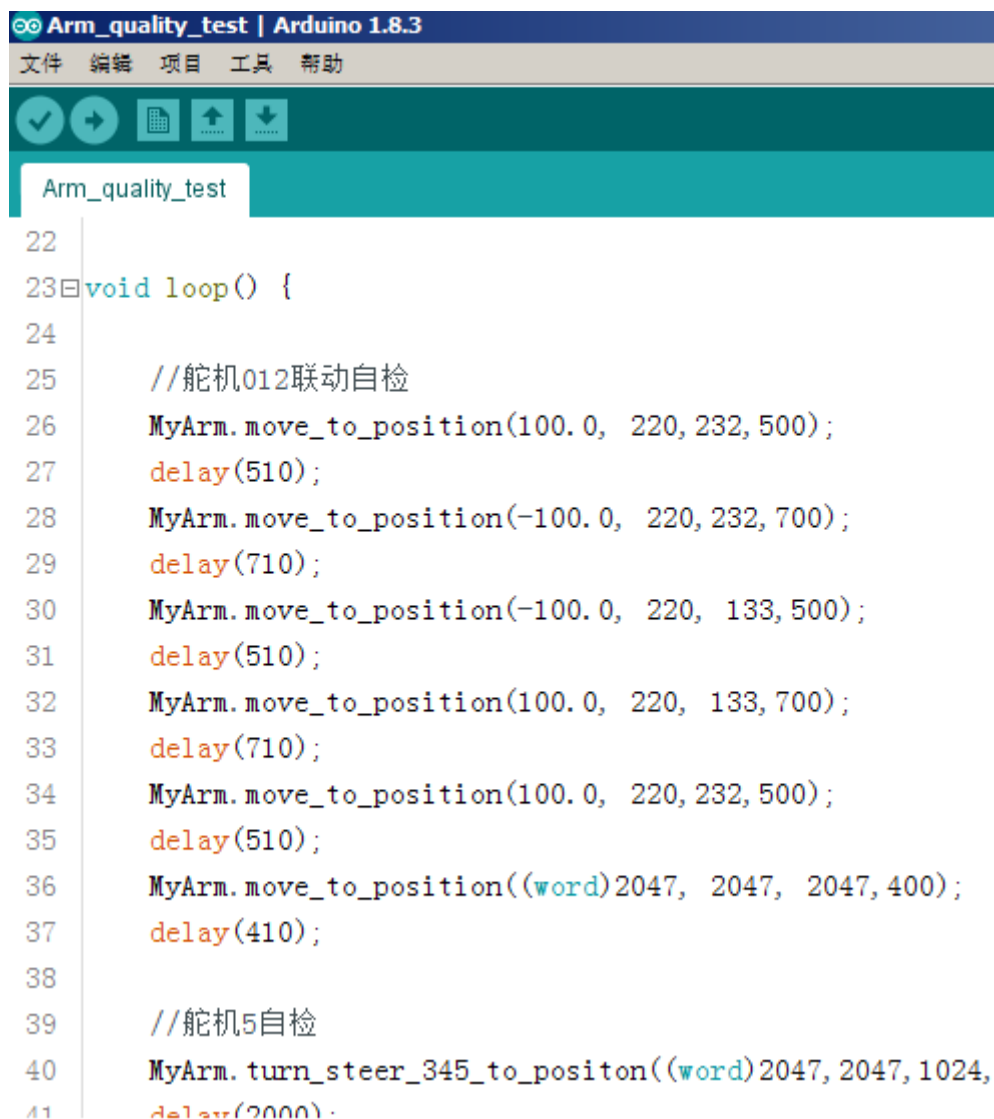 Arm_quality_test | Arduino 1.8.3
文件 编辑 项目 工具 帮助
Arm_quality_test
22
23 void loop() {
24
25 //舵机012联动自检
26 MyArm.move_to_position(100.0, 220,232,500);
27 delay(510);
28 MyArm.move_to_position(-100.0, 220,232,700);
29 delay(710);
30 MyArm.move_to_position(-100.0, 220, 133,500);
31 delay(510);
32 MyArm.move_to_position(100.0, 220, 133,700);
33 delay(710);
34 MyArm.move_to_position(100.0, 220,232,500);
35 delay(510);
36 MyArm.move_to_position((word)2047, 2047, 2047,400);
37 delay(410);
38
39 //舵机5自检
40 MyArm.turn_steer_345_to_positon((word)2047,2047,1024,
41 delay(2000);